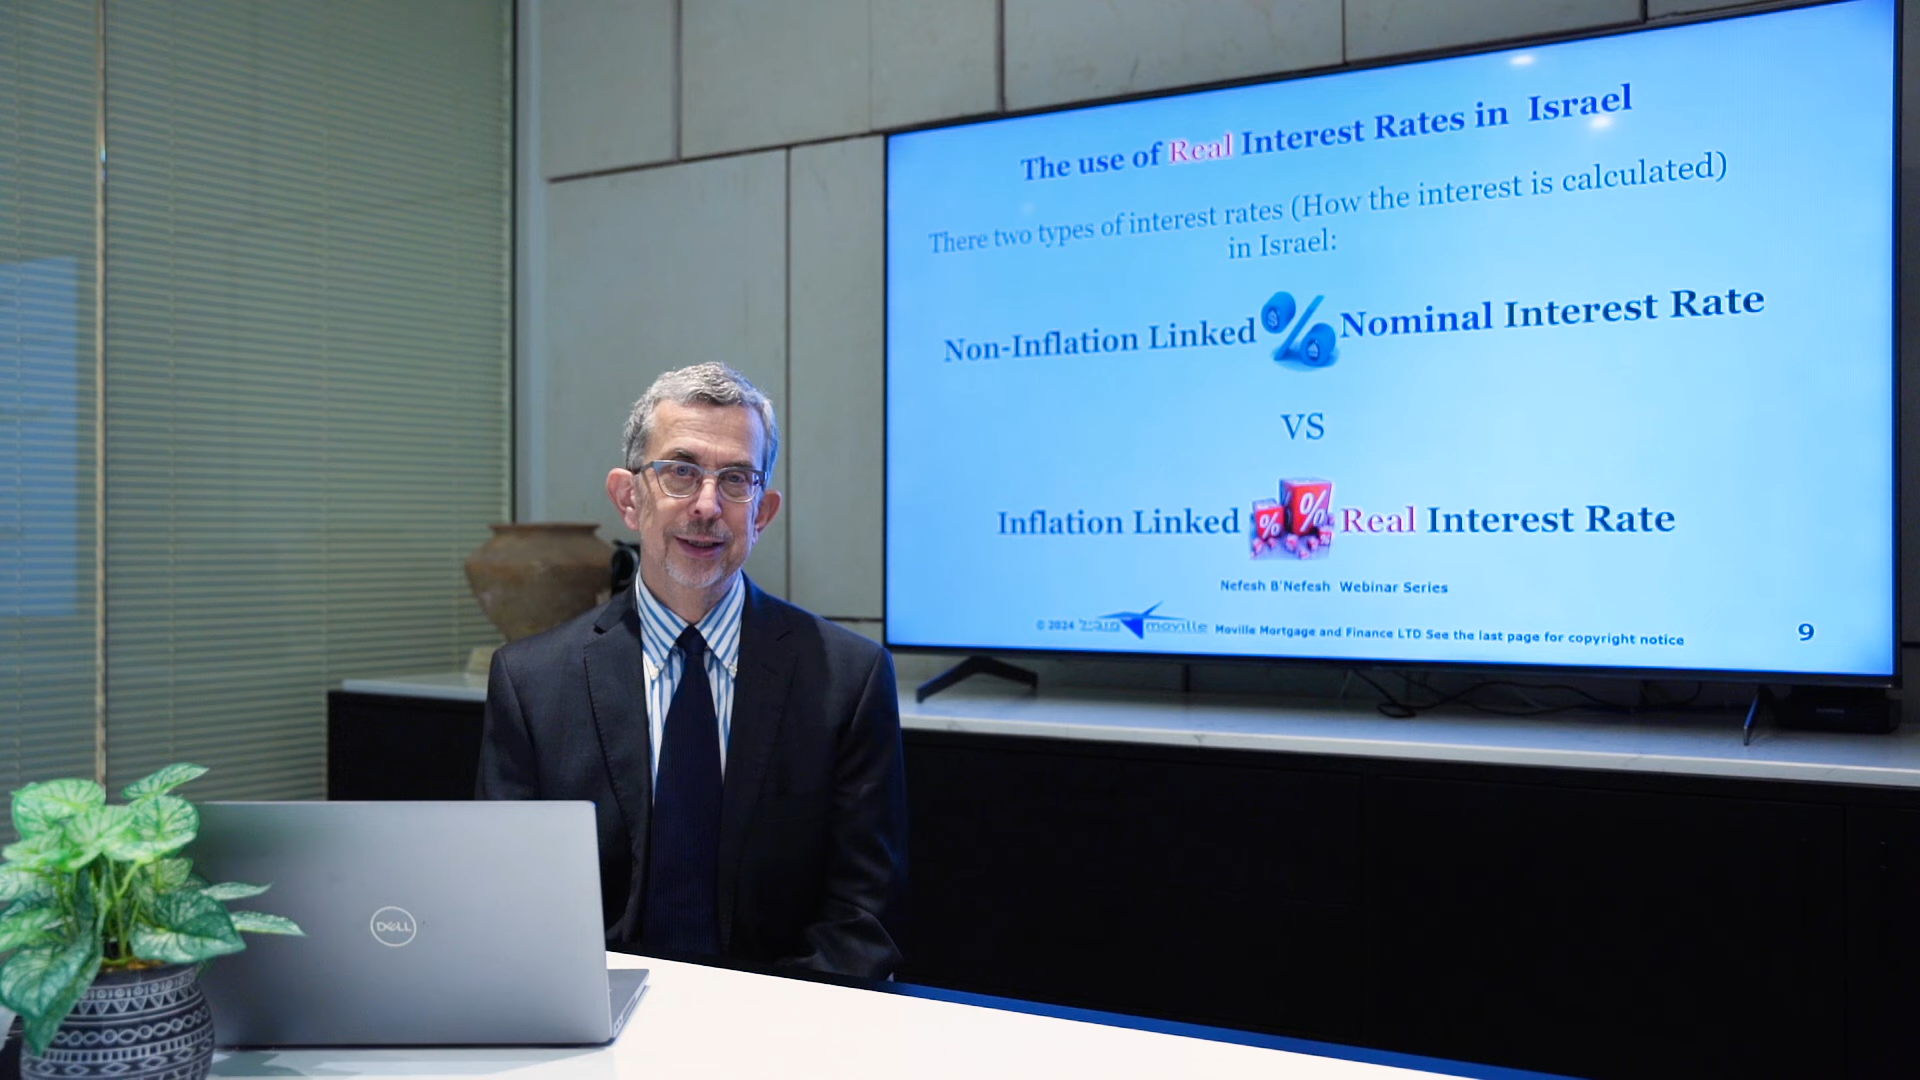 The use of Real Interest Rates in Israel
There two types of interest rates (How the interest is calculated)
in Israel:
Non-Inflation Linked % Nominal Interest Rate
VS
Inflation Linked % % Real Interest Rate
Nefesh B'Nefesh Webinar Series
© 2024 moville Moville Mortgage and Finance LTD See the last page for copyright notice
9
DELL